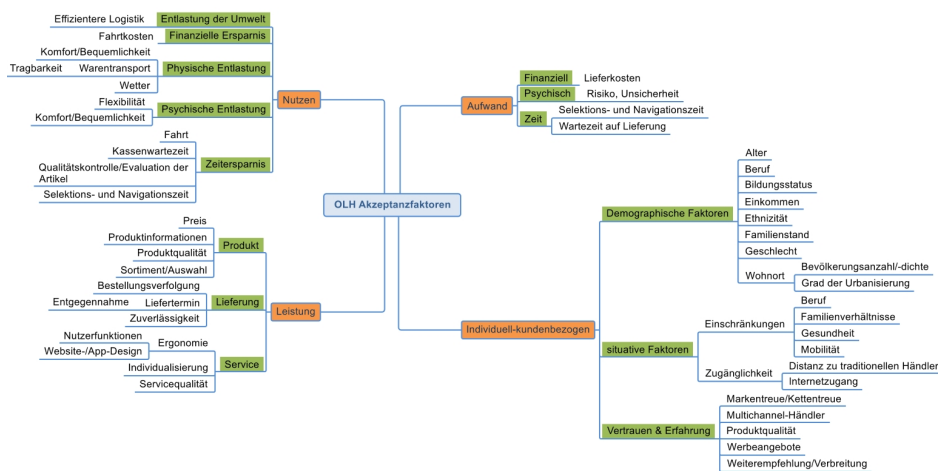 Effizientere Logistik
Entlastung der Umwelt
Fahrtkosten
Finanzielle Ersparnis
Komfort/Bequemlichkeit
Tragbarkeit
Warentransport
Physische Entlastung
Wetter
Flexibilität
Psychische Entlastung
Komfort/Bequemlichkeit
Fahrt
Kassenwartezeit
Qualitätskontrolle/Evaluation der
Artikel
Zeitersparnis
Selektions- und Navigationszeit
Nutzen
Preis
Produktinformationen
Produkt
Produktqualität
Sortiment/Auswahl
Bestellungsverfolgung
Entgegennahme
Liefertermin
Lieferung
Zuverlässigkeit
Nutzerfunktionen
Ergonomie
Website-/App-Design
Individualisierung
Service
Servicequalität
Leistung
OLH Akzeptanzfaktoren
Aufwand
Finanziell
Lieferkosten
Psychisch
Risiko, Unsicherheit
Zeit
Selektions- und Navigationszeit
Wartezeit auf Lieferung
Individuell-kundenbezogen
Demographische Faktoren
Alter
Beruf
Bildungsstatus
Einkommen
Ethnizität
Familienstand
Geschlecht
Wohnort
Bevölkerungsanzahl/-dichte
Grad der Urbanisierung
situative Faktoren
Einschränkungen
Beruf
Familienverhältnisse
Gesundheit
Mobilität
Zugänglichkeit
Distanz zu traditionellen Händler
Internetzugang
Vertrauen & Erfahrung
Markentreue/Kettentreue
Multichannel-Händler
Produktqualität
Werbeangebote
Weiterempfehlung/Verbreitung